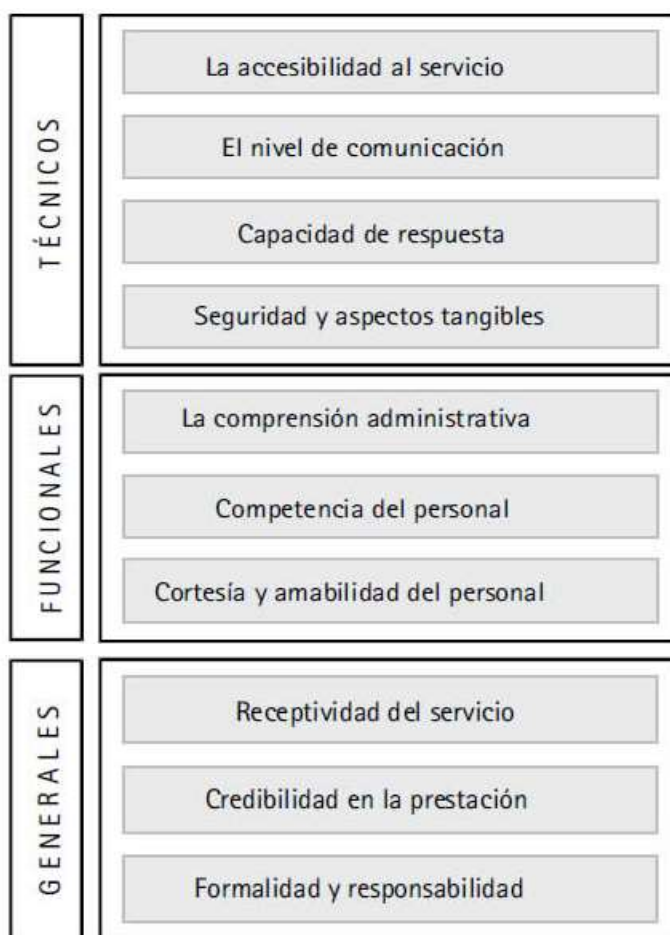 TÉCNICOS
La accesibilidad al servicio
El nivel de comunicación
Capacidad de respuesta
Seguridad y aspectos tangibles
FUNCIONALES
La comprensión administrativa
Competencia del personal
Cortesía y amabilidad del personal
GENERALES
Receptividad del servicio
Credibilidad en la prestación
Formalidad y responsabilidad